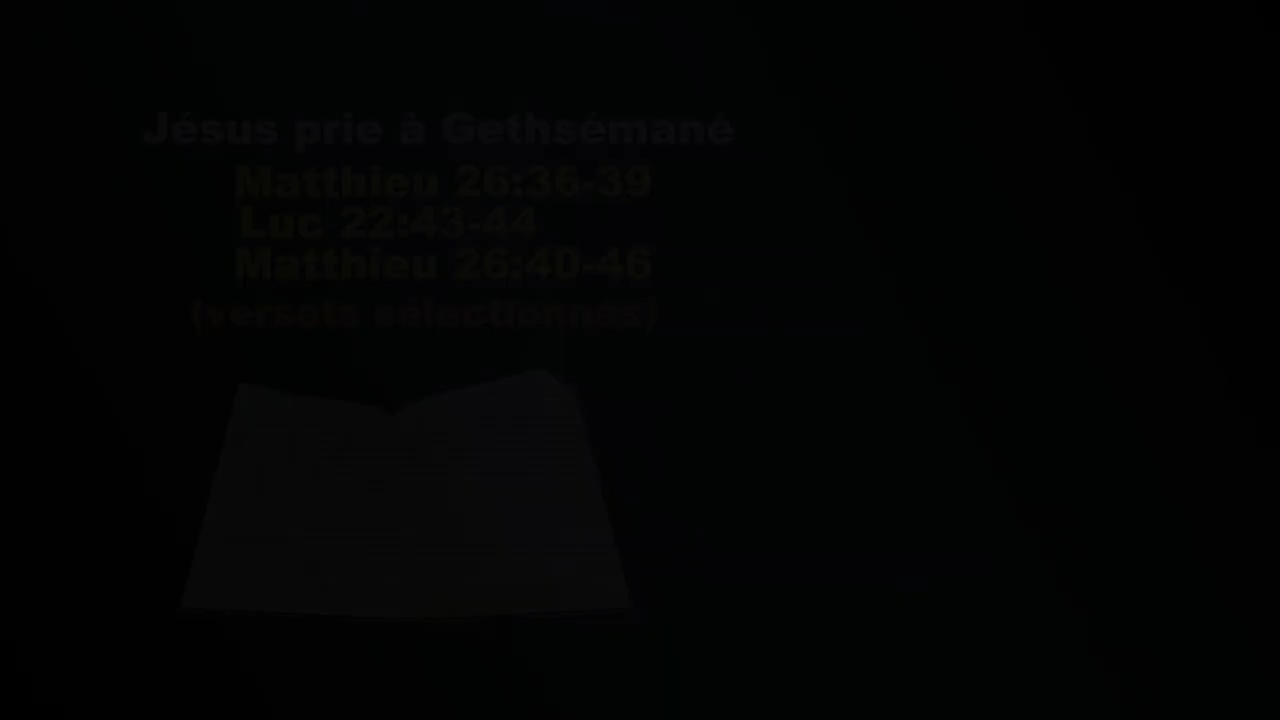 Jésus prie à Gethsémané
Matthieu 26:36-39
Luc 22:43-44
Matthieu 26:40-46
(versets sélectionnés)